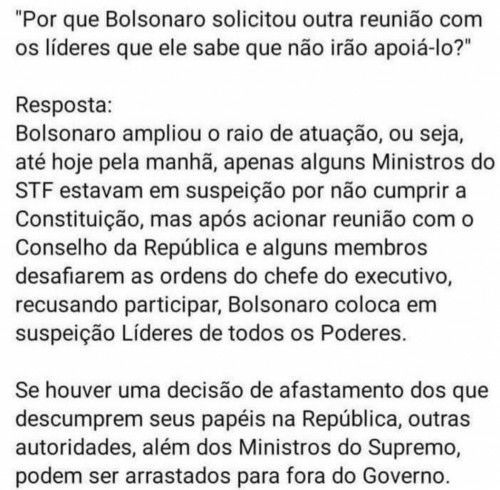 "Por que Bolsonaro solicitou outra reunião com
os líderes que ele sabe que não irão apoiá-lo?"
Resposta:
Bolsonaro ampliou o raio de atuação, ou seja,
até hoje pela manhã, apenas alguns Ministros do
STF estavam em suspeição por não cumprir a
Constituição, mas após acionar reunião com o
Conselho da República e alguns membros
desafiarem as ordens do chefe do executivo,
recusando participar, Bolsonaro coloca em
suspeição Líderes de todos os Poderes.
Se houver uma decisão de afastamento dos que
descumprem seus papéis na República, outras
autoridades, além dos Ministros do Supremo,
podem ser arrastados para fora do Governo.